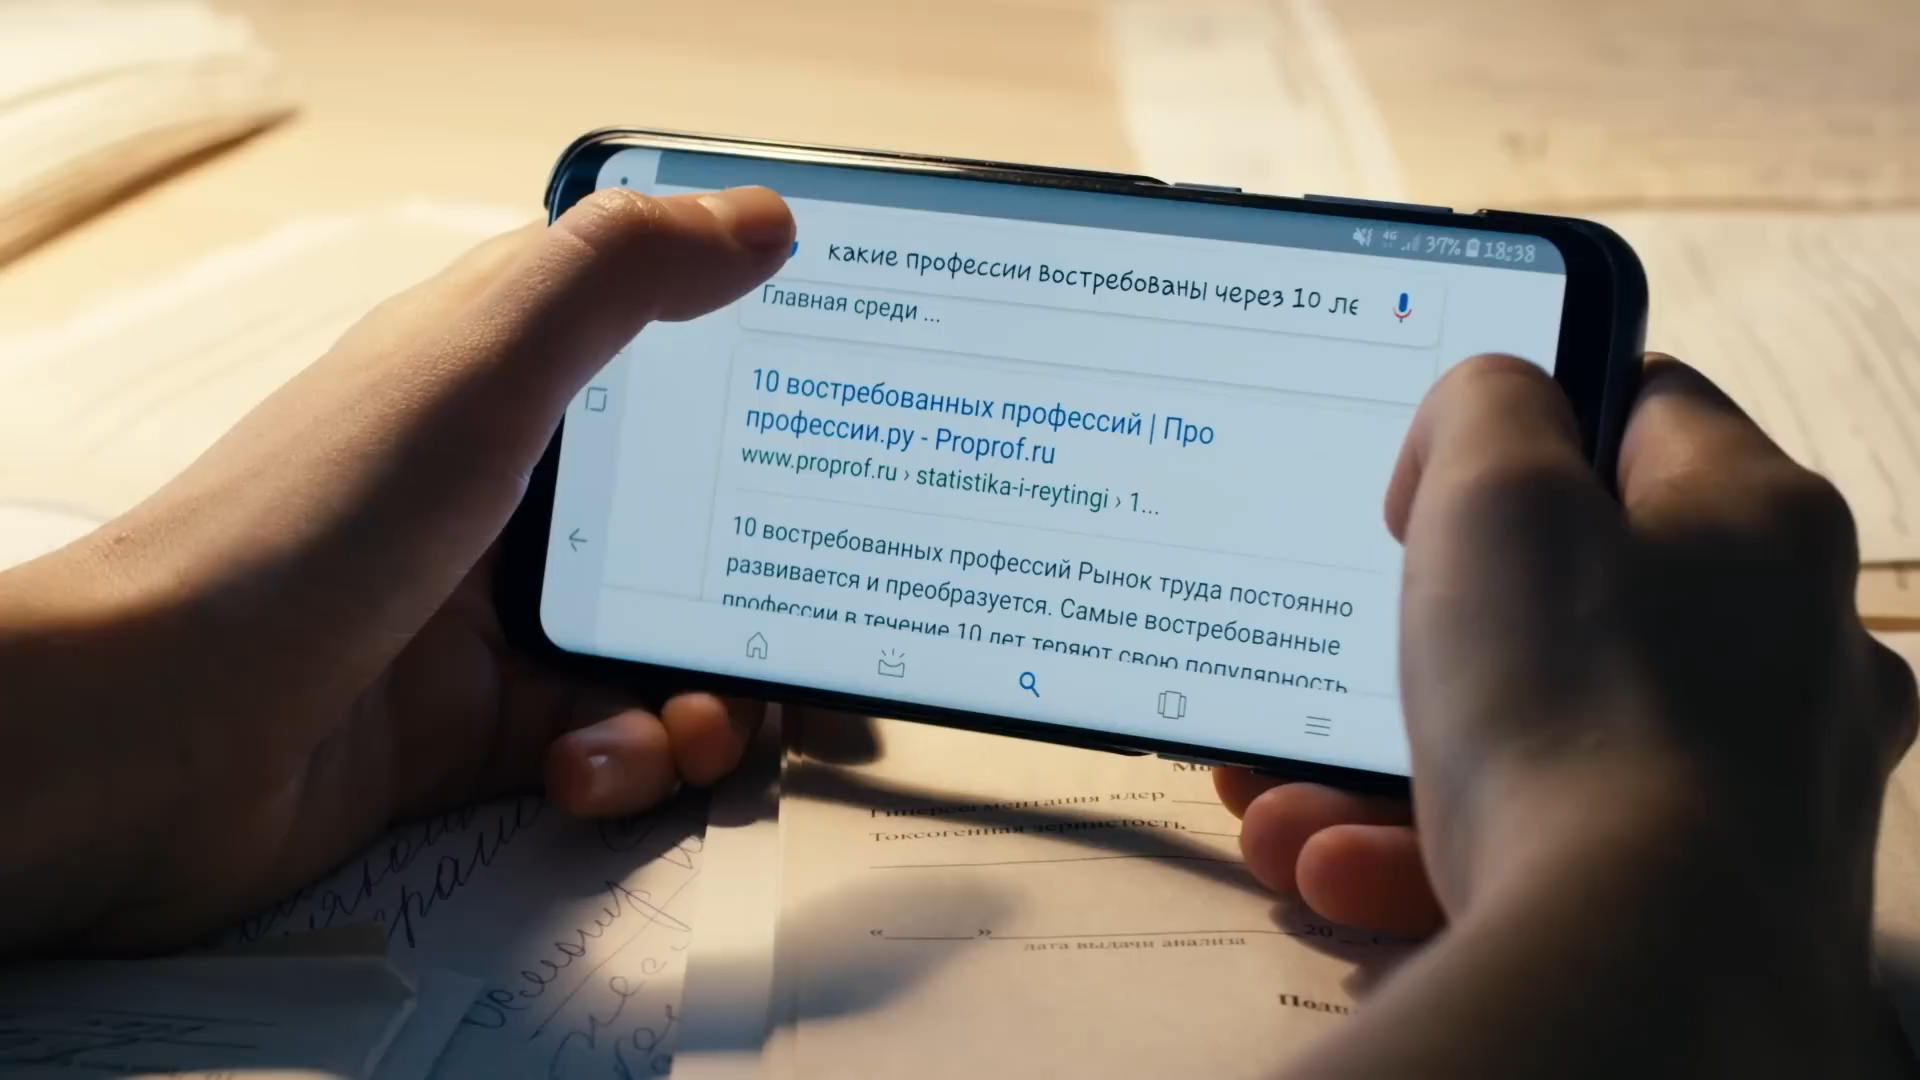 4G 37% 18:38
какие профессии востребованы через 10 ле
Главная среди ...
10 востребованных профессий | Про
профессии.ру - Proprof.ru
www.proprof.ru › statistika-i-reytingi › 1...
10 востребованных профессий Рынок труда постоянно
развивается и преобразуется. Самые востребованные
профессии в течение 10 лет теряют свою популярность
Гиперсегментация ядер
Токсогенная зернистость
« » 20
дата выдачи анализа